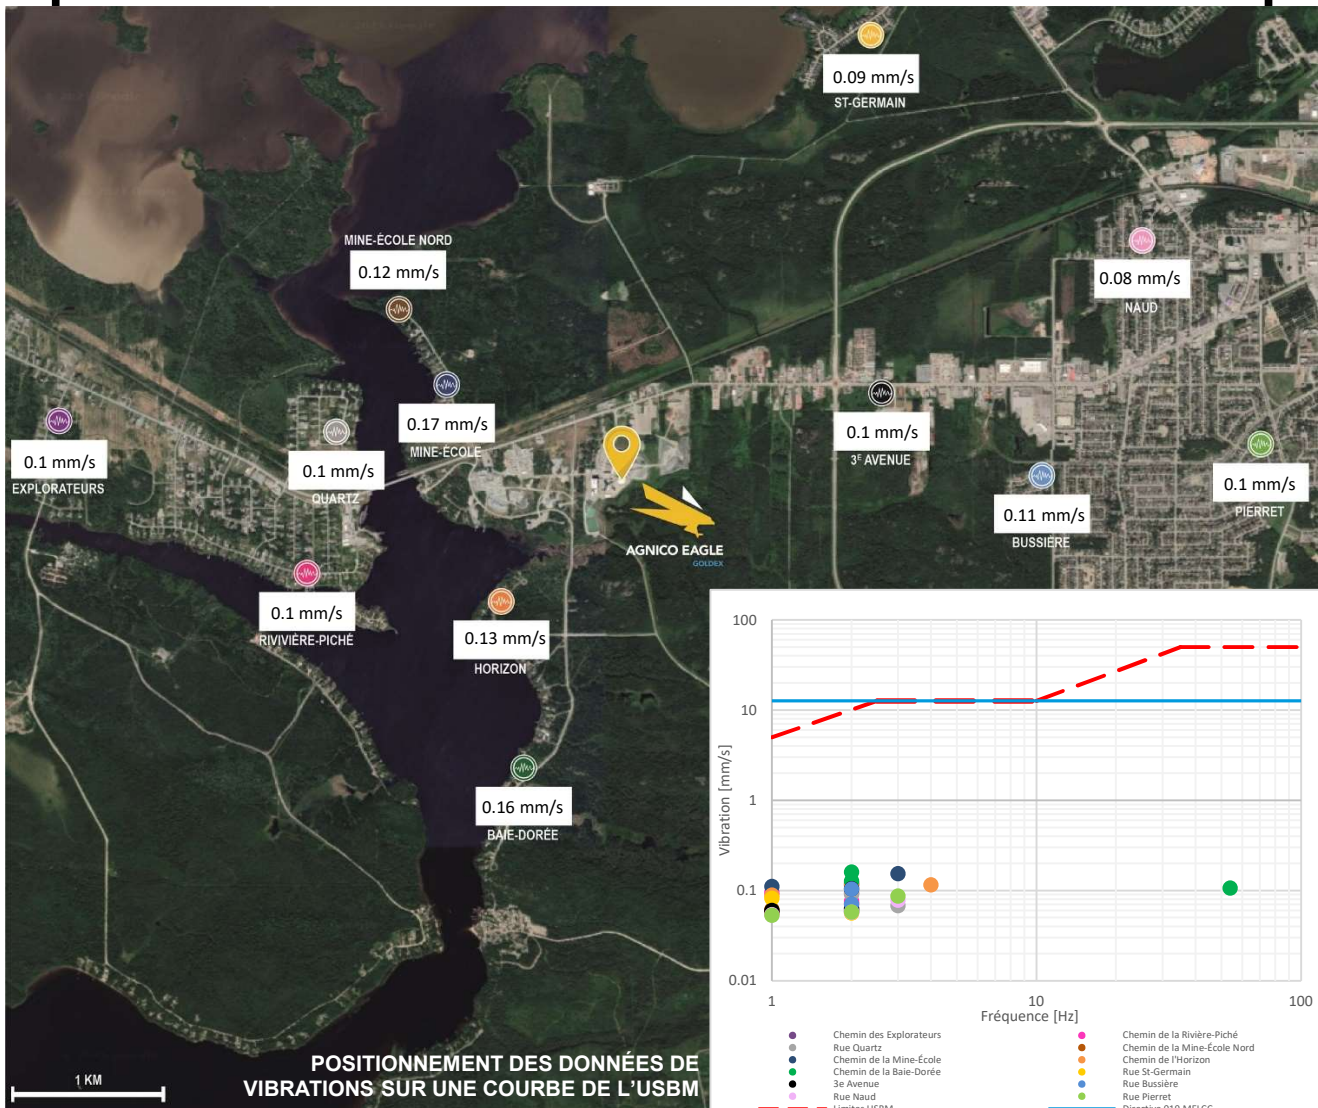 0.09 mm/s
ST-GERMAIN
MINE-ÉCOLE NORD
0.12 mm/s
0.08 mm/s
NAUD
0.17 mm/s
MINE-ÉCOLE
0.1 mm/s
EXPLORATEURS
0.1 mm/s
QUARTZ
0.1 mm/s
3E AVENUE
0.1 mm/s
PIERRET
0.11 mm/s
BUSSIÈRE
AGNICO EAGLE
GOLDEX
0.1 mm/s
RIVIVIÈRE-PICHÉ
0.13 mm/s
HORIZON
0.16 mm/s
BAIE-DORÉE
1 KM
POSITIONNEMENT DES DONNÉES DE
VIBRATIONS SUR UNE COURBE DE L'USBM
Vibration [mm/s]
100
10
1
0.1
0.01
1
10
100
Fréquence [Hz]
Chemin des Explorateurs
Chemin de la Rivière-Piché
Rue Quartz
Chemin de la Mine-École Nord
Chemin de la Mine-École
Chemin de l'Horizon
Chemin de la Baie-Dorée
Rue St-Germain
3e Avenue
Rue Bussière
Rue Naud
Rue Pierret
Limites USBM
Directive 019 MELCC